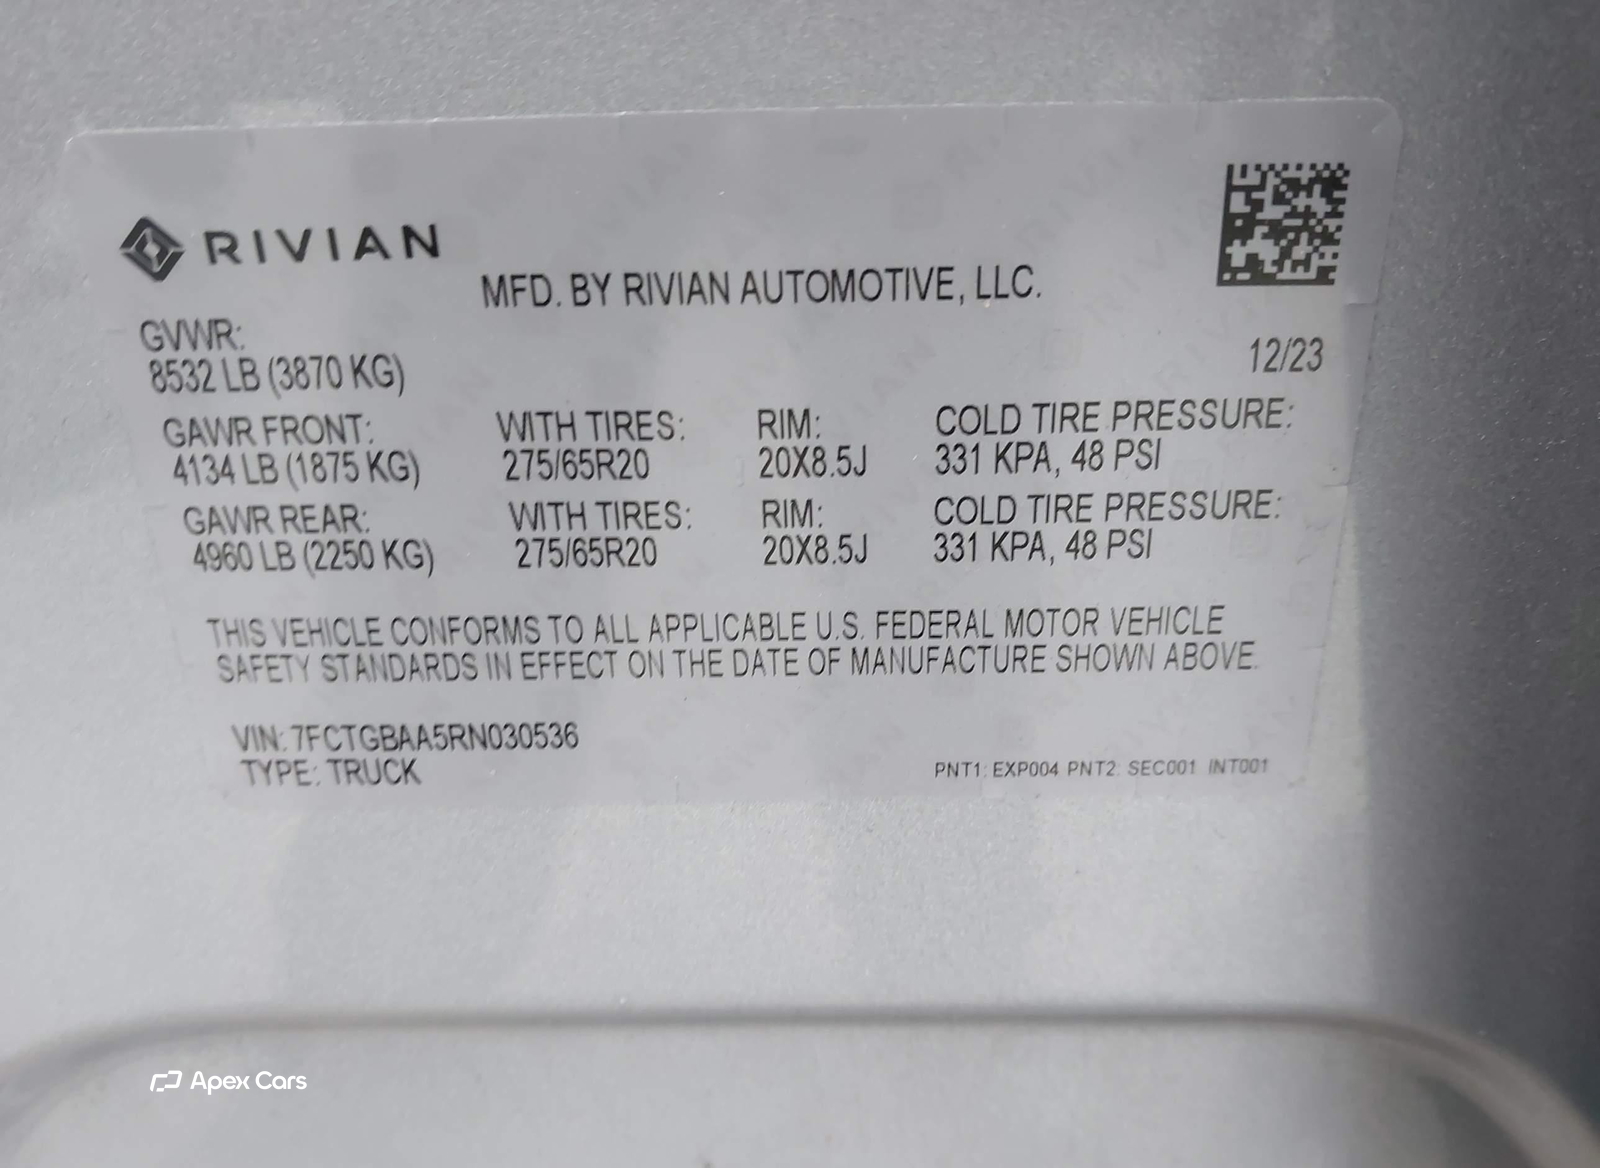 RIVIAN
MFD. BY RIVIAN AUTOMOTIVE, LLC.
GVWR:
8532 LB (3870 KG)
12/23
GAWR FRONT: WITH TIRES: RIM: COLD TIRE PRESSURE:
4134 LB (1875 KG) 275/65R20 20X8.5J 331 KPA, 48 PSI
GAWR REAR: WITH TIRES: RIM: COLD TIRE PRESSURE:
4960 LB (2250 KG) 275/65R20 20X8.5J 331 KPA, 48 PSI
THIS VEHICLE CONFORMS TO ALL APPLICABLE U.S. FEDERAL MOTOR VEHICLE
SAFETY STANDARDS IN EFFECT ON THE DATE OF MANUFACTURE SHOWN ABOVE.
VIN: 7FCTGBAA5RN030536
TYPE: TRUCK
PNT1: EXP004 PNT2: SEC001 INT001
Apex Cars